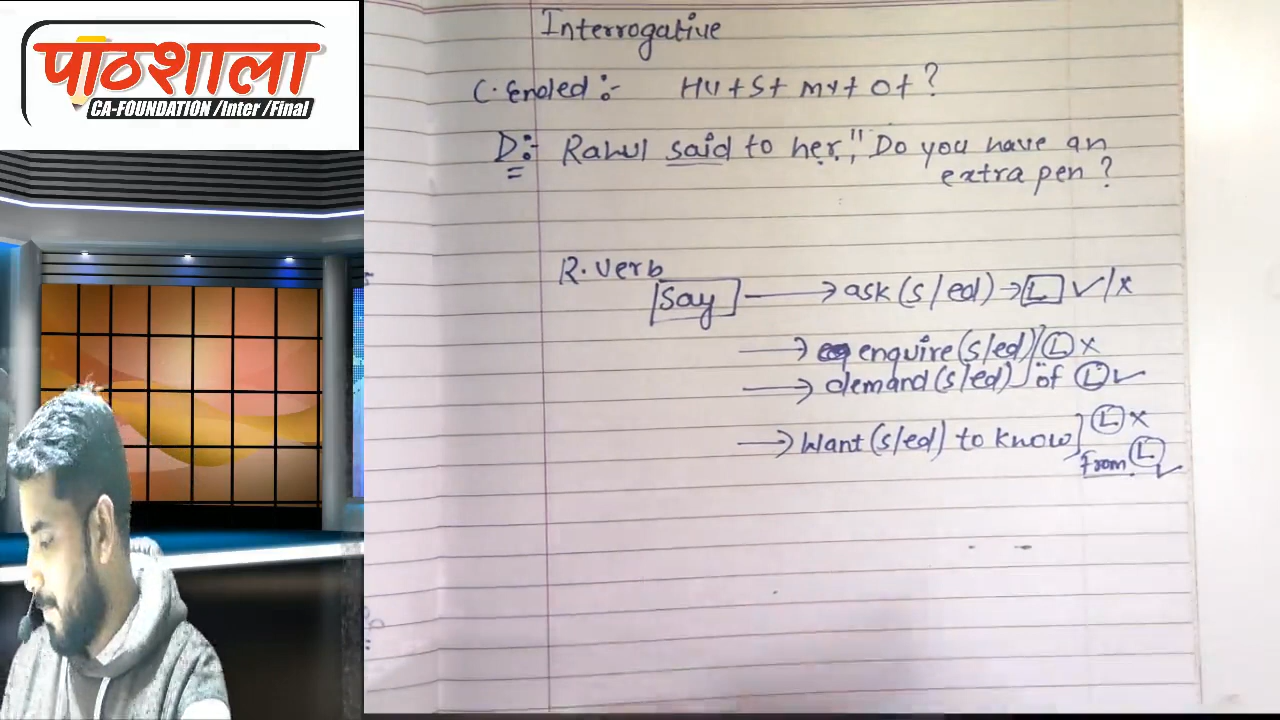 पाठशाला
CA-FOUNDATION /Inter /Final
Interrogative
C. Ended :- HV + S + MV + O + ?
D :- Rahul said to her, "Do you have an
extra pen ?
R. verb
Say → ask (s/ed) → L ✓/×
→ enquire (s/ed) L ×
→ demand (s/ed) of L ✓
→ Want (s/ed) to know L ×
from L ✓